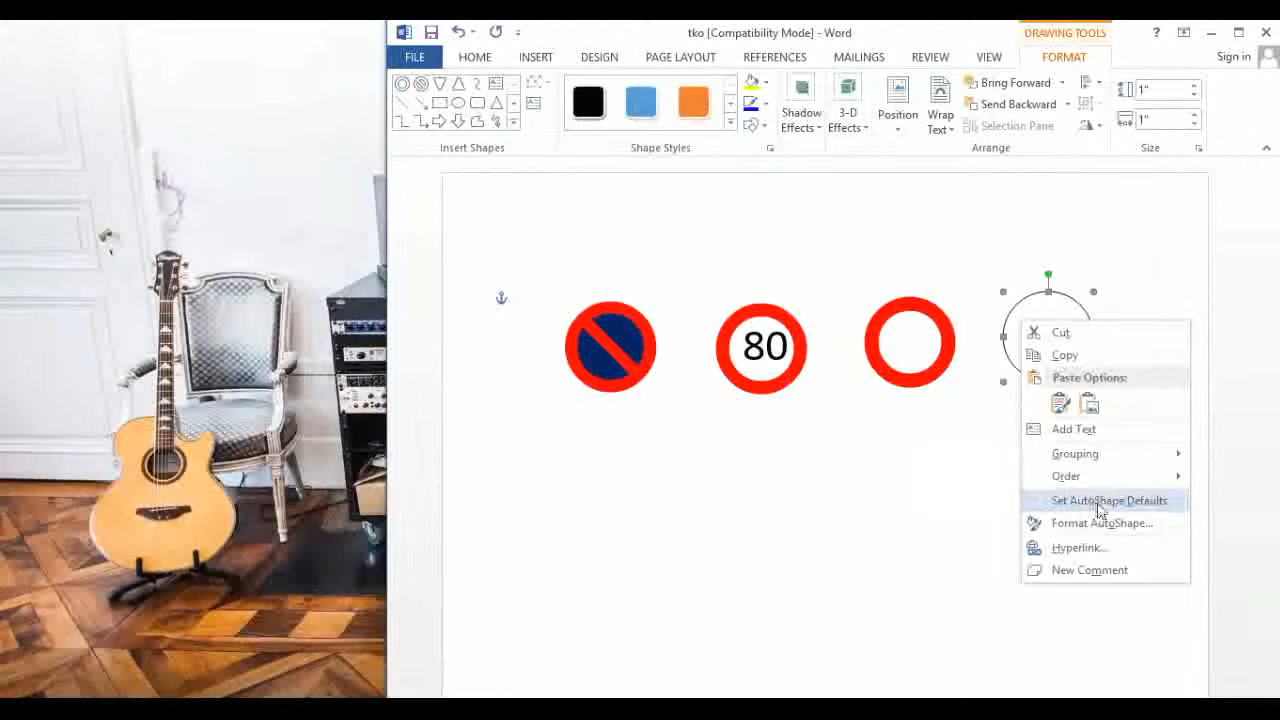 tko [Compatibility Mode] - Word
DRAWING TOOLS
?
FILE
HOME
INSERT
DESIGN
PAGE LAYOUT
REFERENCES
MAILINGS
REVIEW
VIEW
FORMAT
Sign in
Shadow
Effects
3-D
Effects
Position
Wrap
Text
Bring Forward
Send Backward
Selection Pane
1"
1"
Insert Shapes
Shape Styles
Arrange
Size
80
Cut
Copy
Paste Options:
Add Text
Grouping
Order
Set AutoShape Defaults
Format AutoShape...
Hyperlink...
New Comment